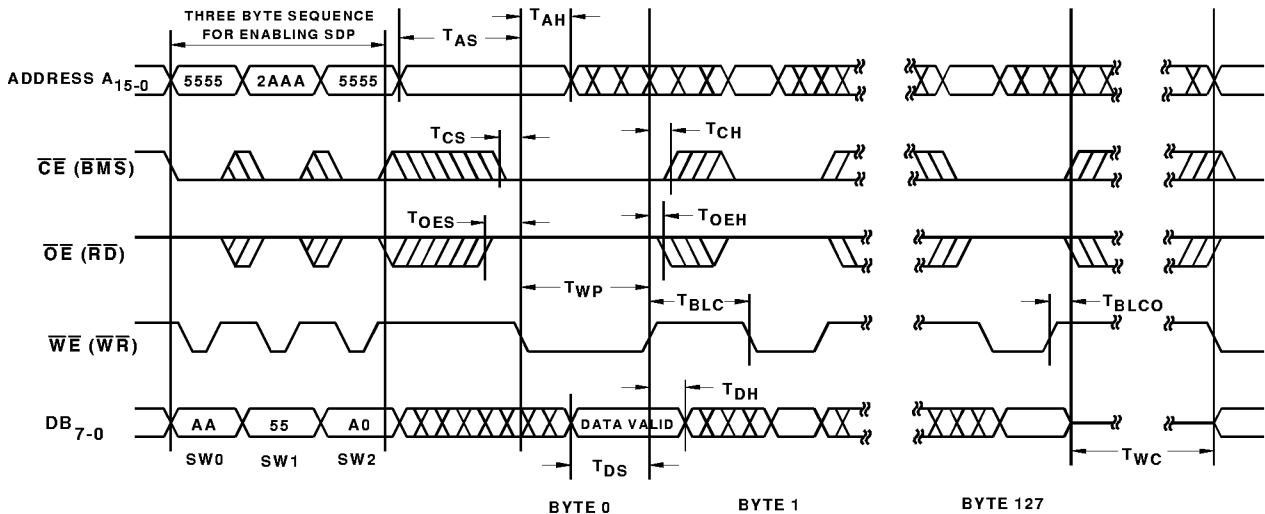 THREE BYTE SEQUENCE
FOR ENABLING SDP
TAS
TAH
ADDRESS A15-0
5555
2AAA
5555
TCS
TCH
CE (BMS)
TOES
TOEH
OE (RD)
TWP
TBLC
TBLCO
WE (WR)
TDH
DB7-0
AA
55
A0
DATA VALID
SW0
SW1
SW2
TDS
TWC
BYTE 0
BYTE 1
BYTE 127